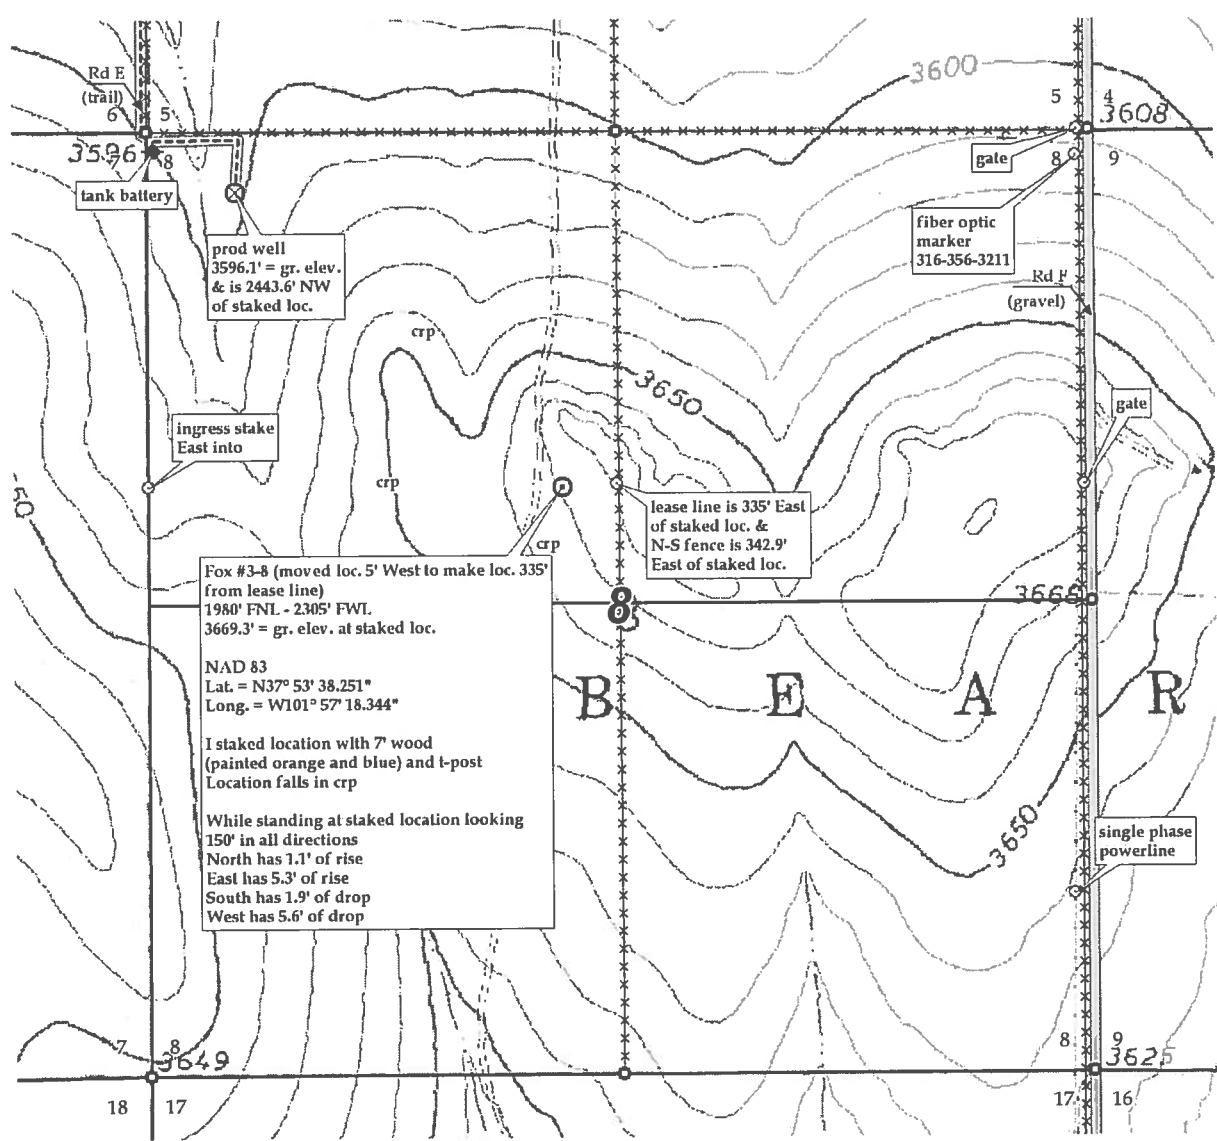 3600
Rd E
(trail)
6
5
5
4
3608
3596
8
gate
8
9
tank battery
prod well
3596.1' = gr. elev.
& is 2443.6' NW
of staked loc.
fiber optic
marker
316-356-3211
Rd F
(gravel)
crp
3650
gate
ingress stake
East into
crp
50
lease line is 335' East
of staked loc. &
N-S fence is 342.9'
East of staked loc.
crp
Fox #3-8 (moved loc. 5' West to make loc. 335'
from lease line)
1980' FNL - 2305' FWL
3669.3' = gr. elev. at staked loc.
NAD 83
Lat. = N37° 53' 38.251"
Long. = W101° 57' 18.344"
I staked location with 7' wood
(painted orange and blue) and t-post
Location falls in crp
While standing at staked location looking
150' in all directions
North has 1.1' of rise
East has 5.3' of rise
South has 1.9' of drop
West has 5.6' of drop
8
B E A R
3650
single phase
powerline
7
8
3649
8
9
3625
18
17
17
16